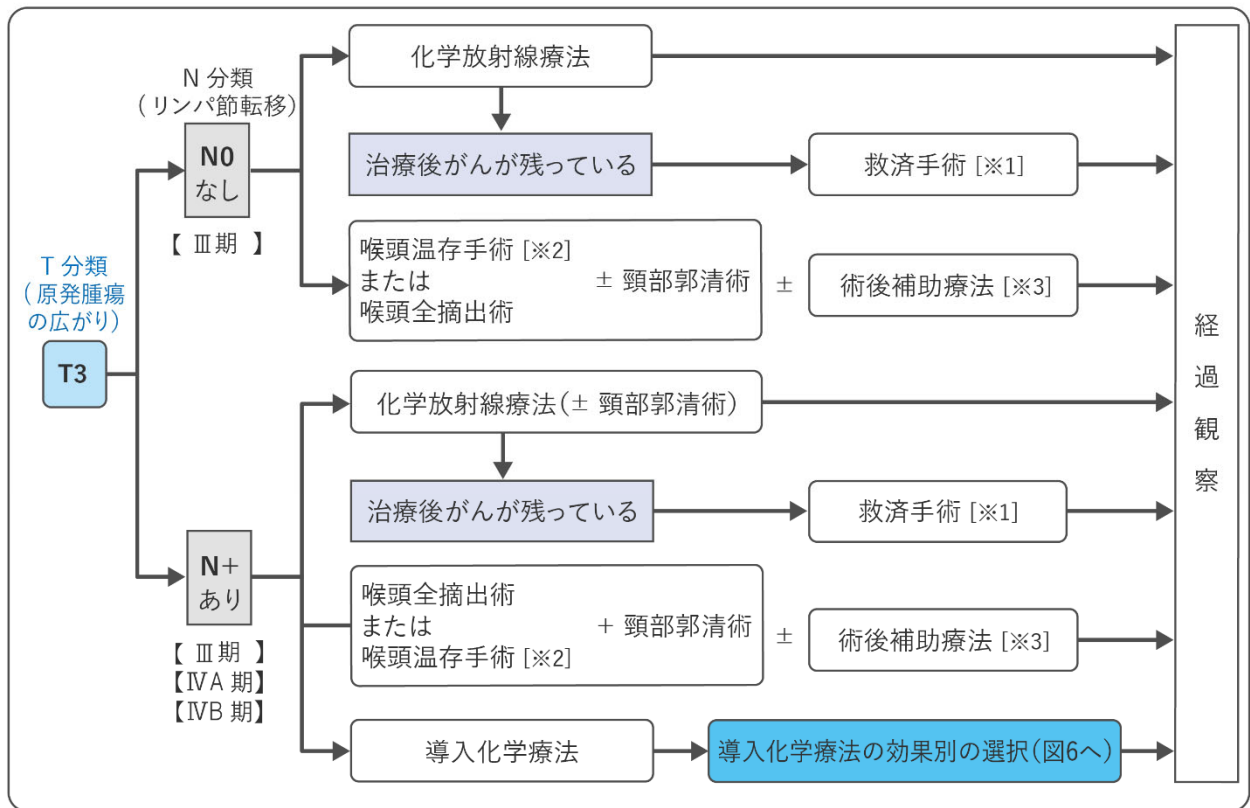 T 分類
(原発腫瘍
の広がり)
T3
N 分類
(リンパ節転移)
N0
なし
【 Ⅲ期 】
化学放射線療法
治療後がんが残っている
救済手術 [※1]
喉頭温存手術 [※2]
または
喉頭全摘出術
± 頸部郭清術
±
術後補助療法 [※3]
N+
あり
【 Ⅲ期 】
【ⅣA 期】
【ⅣB 期】
化学放射線療法(± 頸部郭清術)
治療後がんが残っている
救済手術 [※1]
喉頭全摘出術
または
喉頭温存手術 [※2]
+ 頸部郭清術
±
術後補助療法 [※3]
導入化学療法
導入化学療法の効果別の選択(図6へ)
経過観察